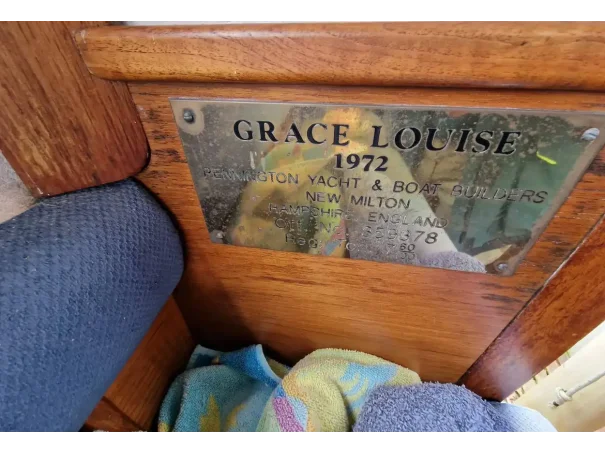 GRACE LOUISE
1972
PENNINGTON YACHT & BOAT BUILDERS
NEW MILTON
HAMPSHIRE ENGLAND